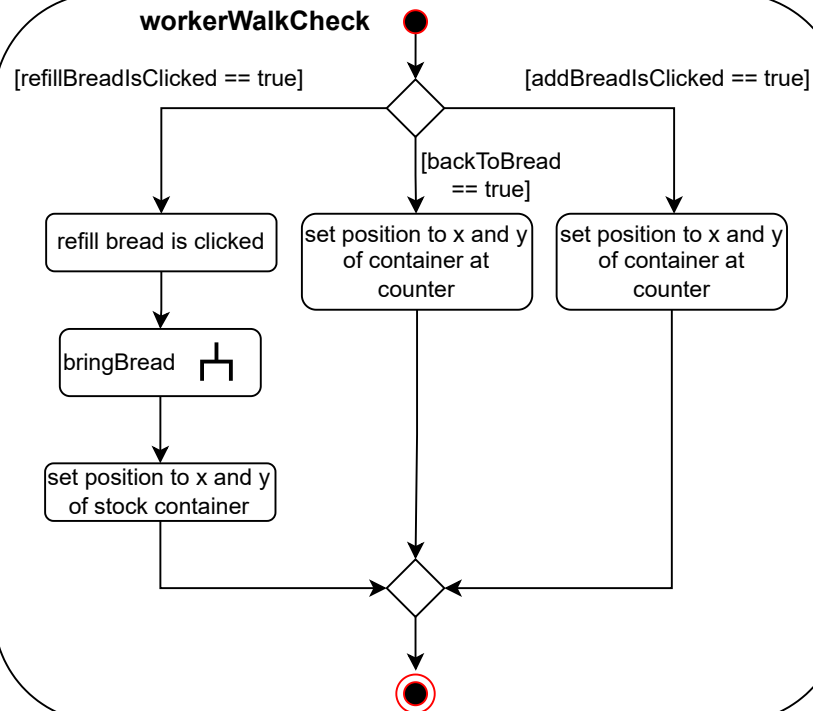 workerWalkCheck
[refillBreadIsClicked == true]
[addBreadIsClicked == true]
[backToBread
== true]
refill bread is clicked
set position to x and y
of container at
counter
set position to x and y
of container at
counter
bringBread
set position to x and y
of stock container